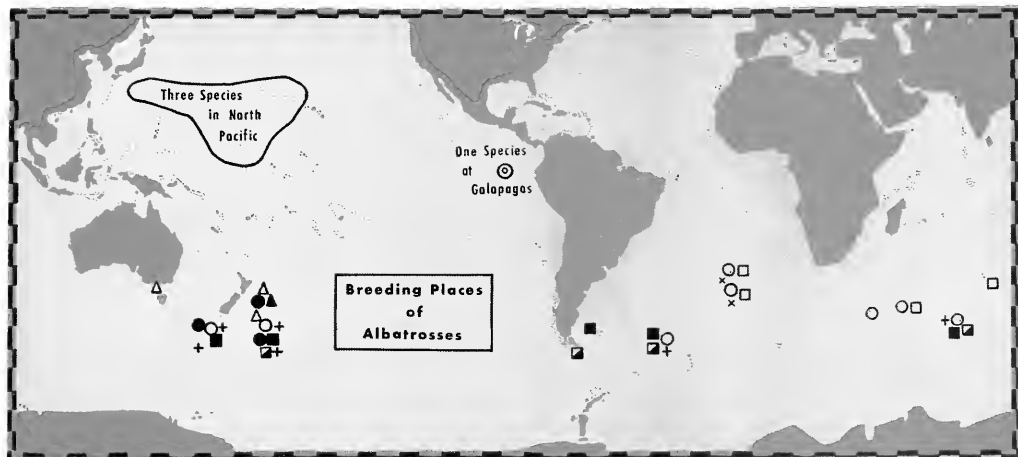 Three Species
in North
Pacific
One Species
at
Galapagos
Breeding Places
of
Albatrosses